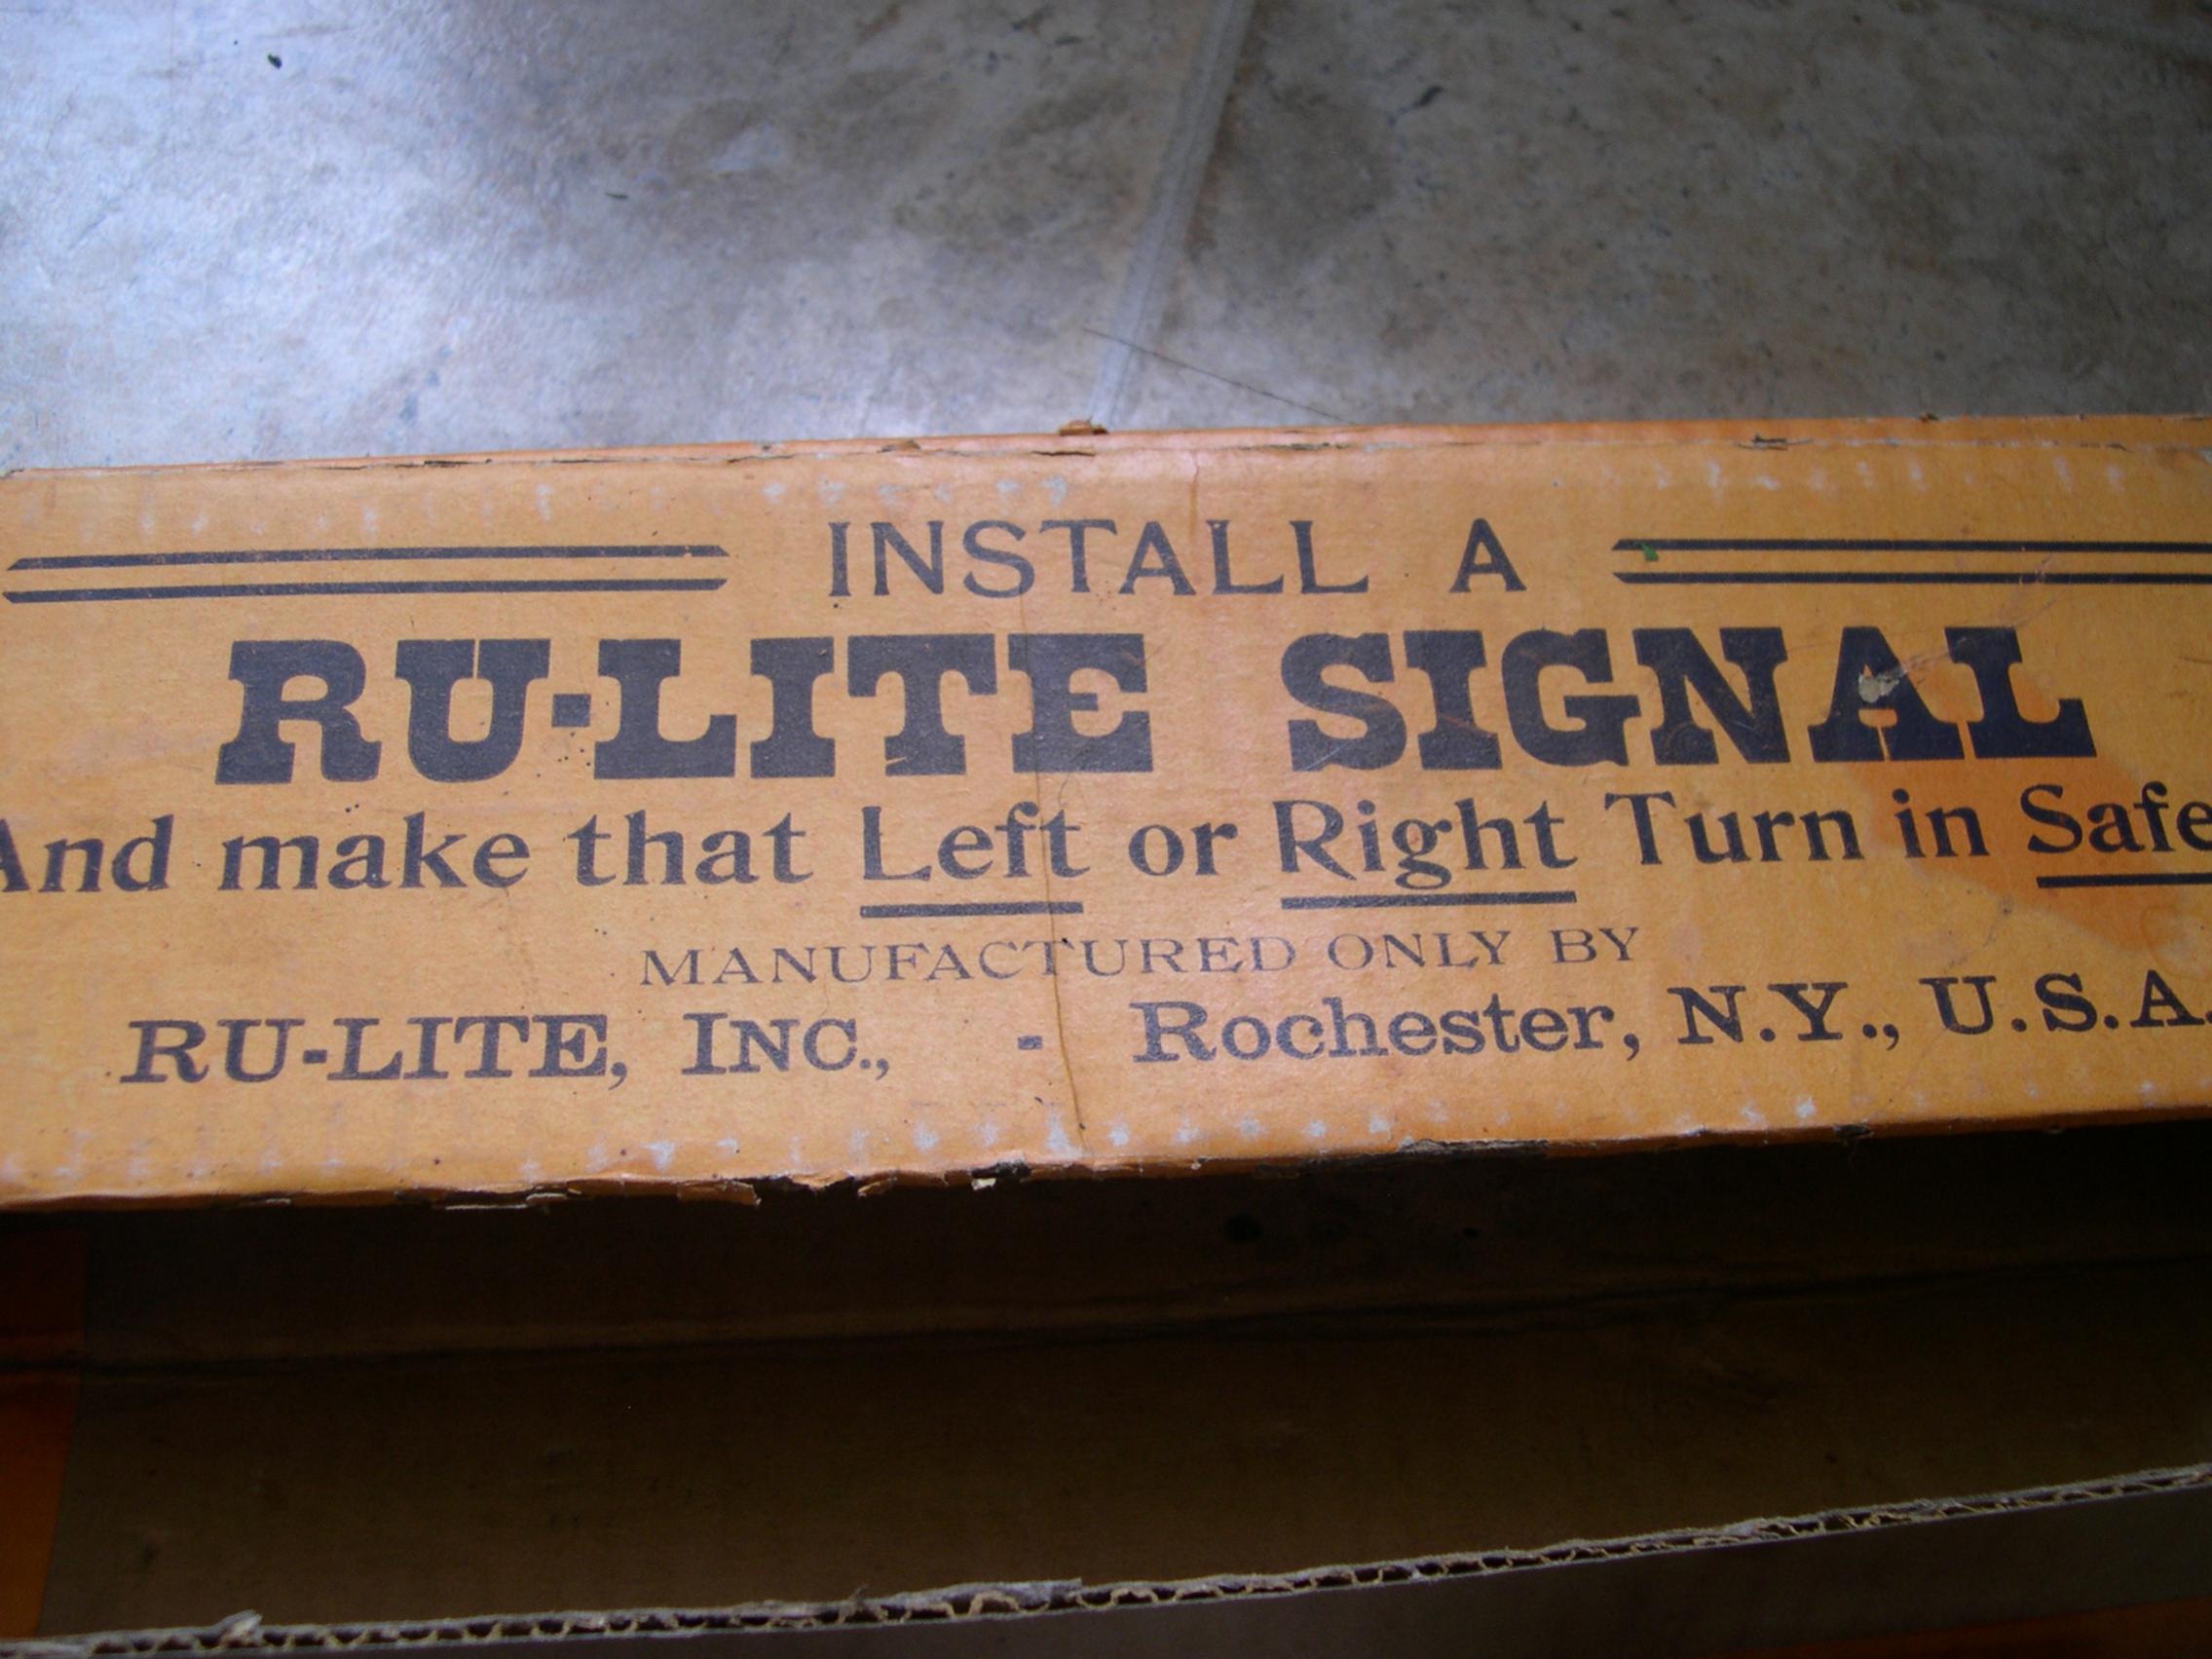 INSTALL A
RU-LITE SIGNAL
And make that Left or Right Turn in Safe
MANUFACTURED ONLY BY
RU-LITE, INC., - Rochester, N.Y., U.S.A.